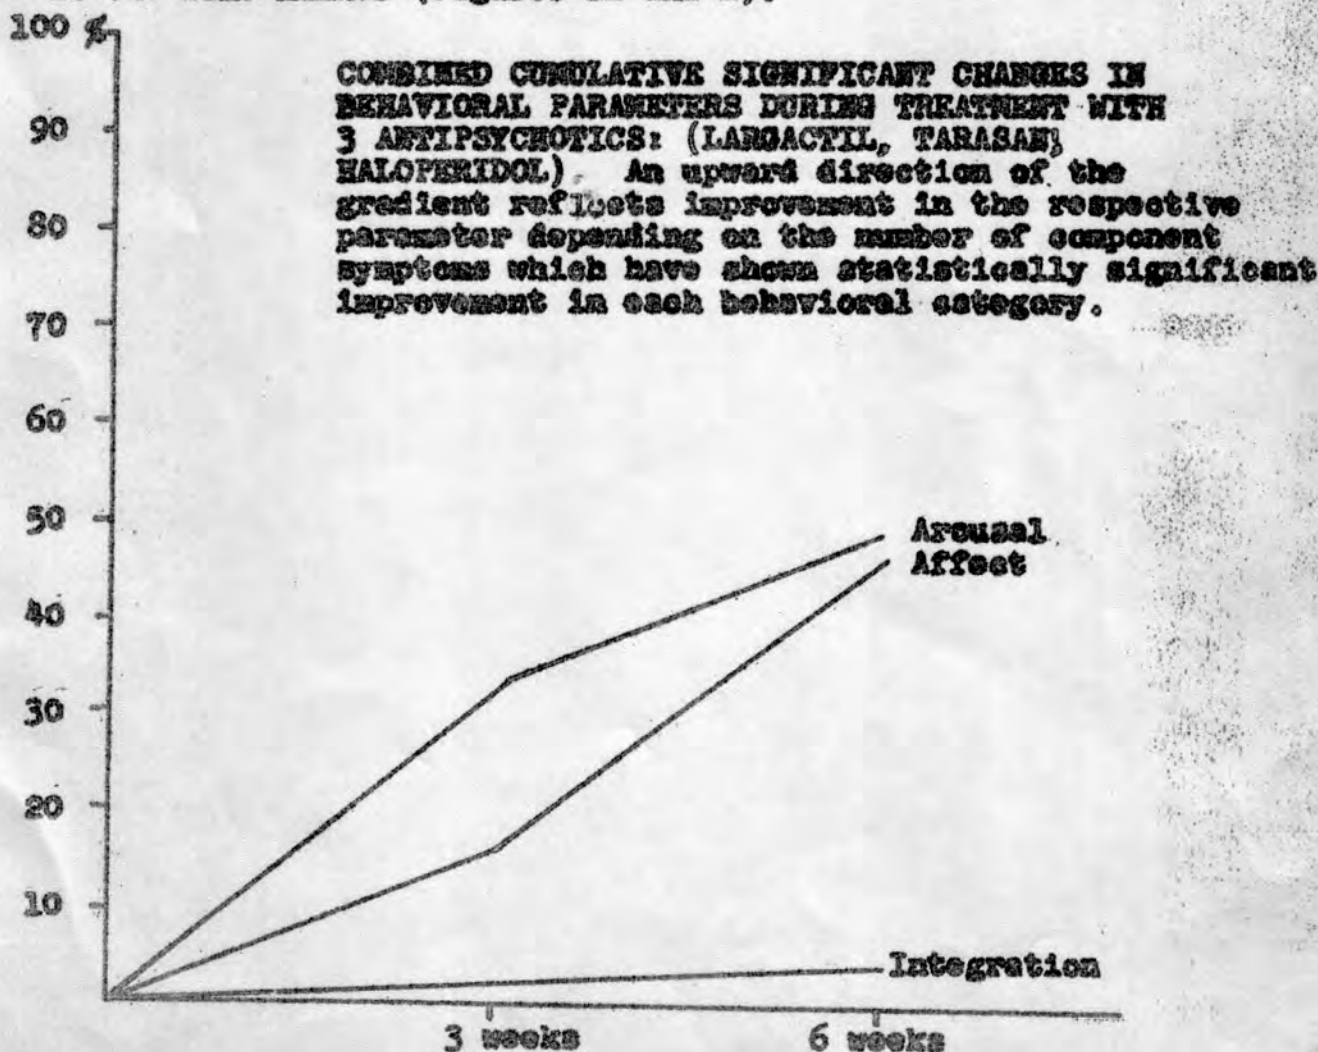 100 %
COMBINED CUMULATIVE SIGNIFICANT CHANGES IN
BEHAVIORAL PARAMETERS DURING TREATMENT WITH
3 ANTIPSYCHOTICS: (LARGACTIL, TARASAN,
HALOPERIDOL). An upward direction of the
gradient reflects improvement in the respective
parameter depending on the number of component
symptoms which have shown statistically significant
improvement in each behavioral category.
90
80
70
60
50
40
30
20
10
Arousal
Affect
Integration
3 weeks
6 weeks